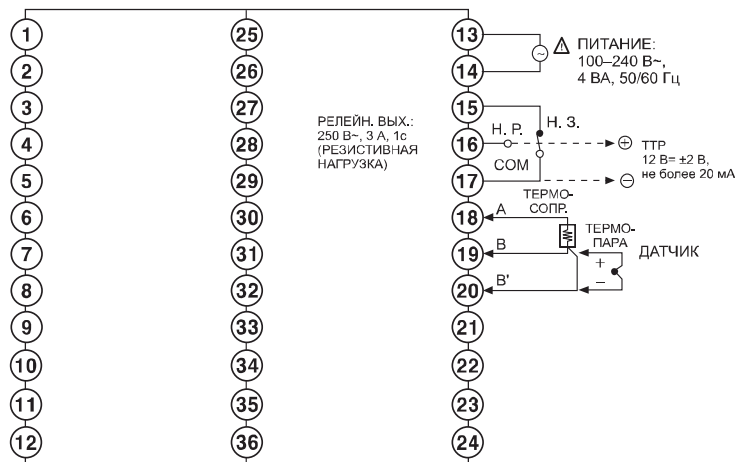 1
2
3
4
5
6
7
8
9
10
11
12
25
26
27
28
29
30
31
32
33
34
35
36
РЕЛЕЙН. ВЫХ.:
250 В~, 3 А, 1с
(РЕЗИСТИВНАЯ
НАГРУЗКА)
13
14
15
16
17
18
19
20
21
22
23
24
~
ПИТАНИЕ:
100–240 В~,
4 ВА, 50/60 Гц
Н. Р.
Н. З.
COM
+
−
ТТР
12 В= ±2 В,
не более 20 мА
ТЕРМО-
СОПР.
A
B
B'
ТЕРМО-
ПАРА
+
−
ДАТЧИК